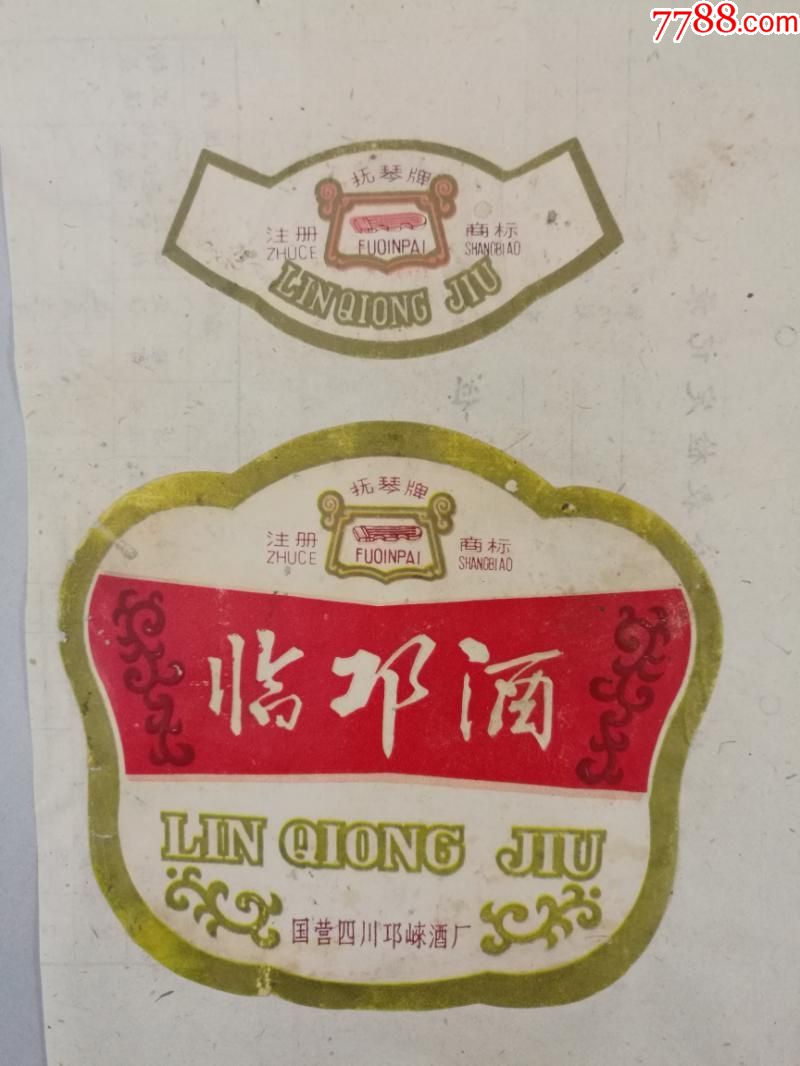 7788.com
抚琴牌
注册 商标
ZHUCE FUQINPAI SHANGBIAO
LINQIONG JIU
抚琴牌
注册 商标
ZHUCE FUQINPAI SHANGBIAO
临邛酒
LIN QIONG JIU
国营四川邛崃酒厂